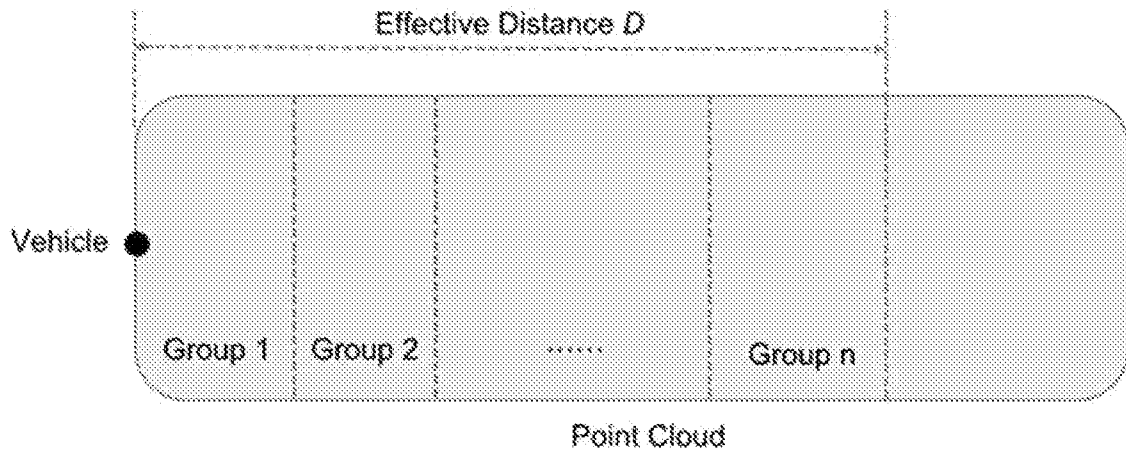 Effective Distance D
Vehicle
Group 1
Group 2
......
Group n
Point Cloud